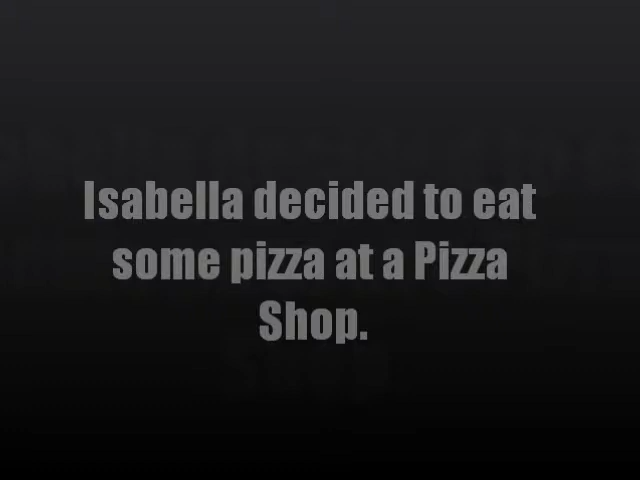 Isabella decided to eat
some pizza at a Pizza
Shop.